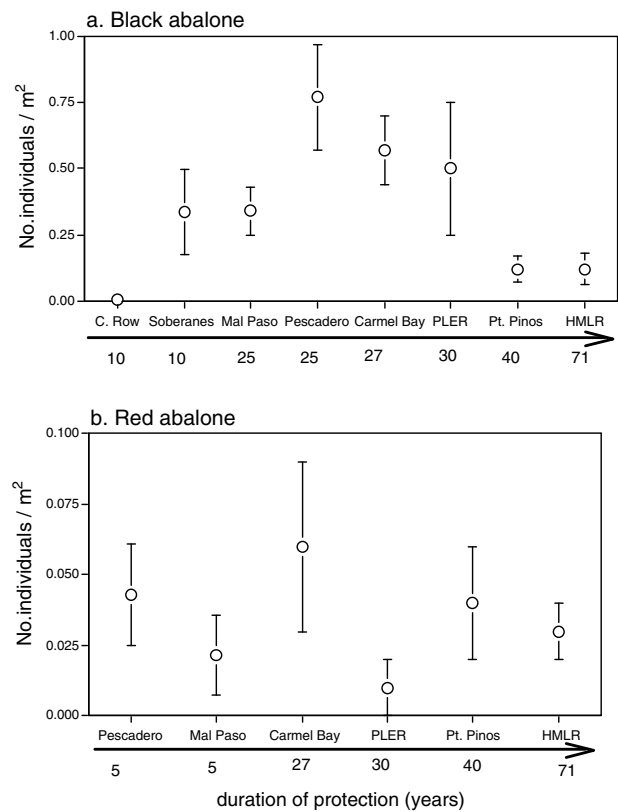 a. Black abalone
1.00
0.75
0.50
0.25
0.00
No.individuals / m²
C. Row Soberanes Mal Paso Pescadero Carmel Bay PLER Pt. Pinos HMLR
10 10 25 25 27 30 40 71
b. Red abalone
0.100
0.075
0.050
0.025
0.000
No.individuals / m²
Pescadero Mal Paso Carmel Bay PLER Pt. Pinos HMLR
5 5 27 30 40 71
duration of protection (years)